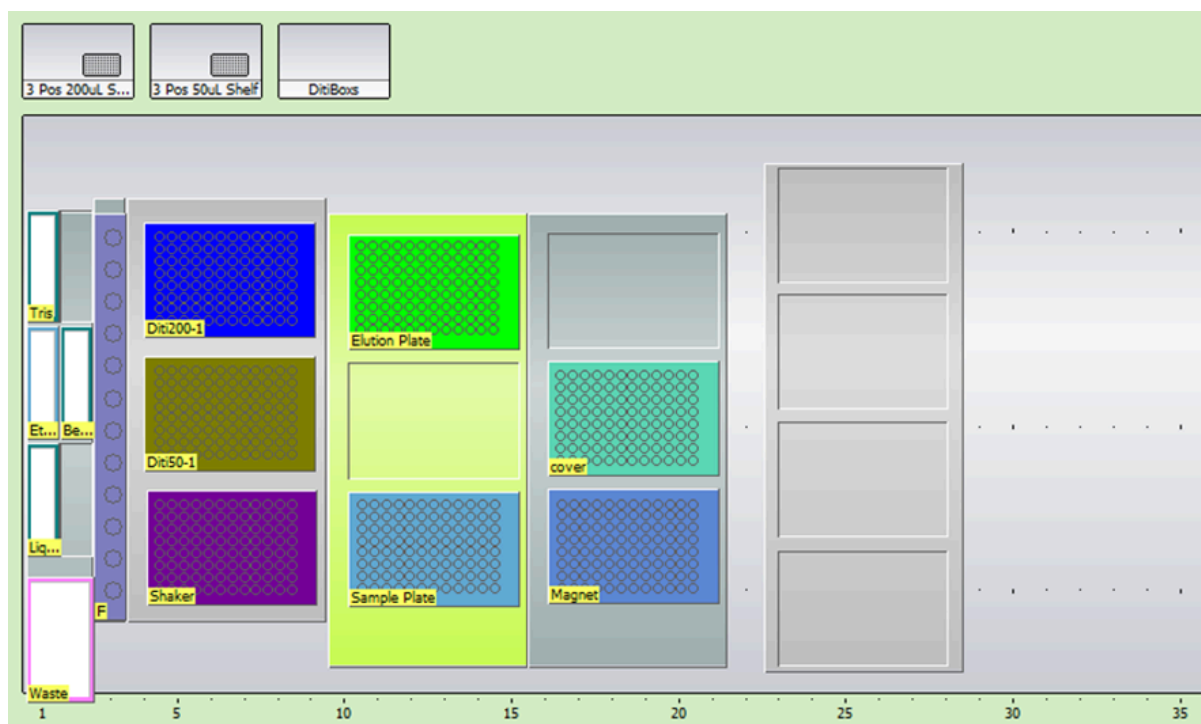 3 Pos 200uL S... 3 Pos 50uL Shelf DitiBoxs
Tris
Diti200-1
Elution Plate
Et... Be...
Diti50-1
cover
Liq...
Shaker
Sample Plate
Magnet
F
Waste
1 5 10 15 20 25 30 35